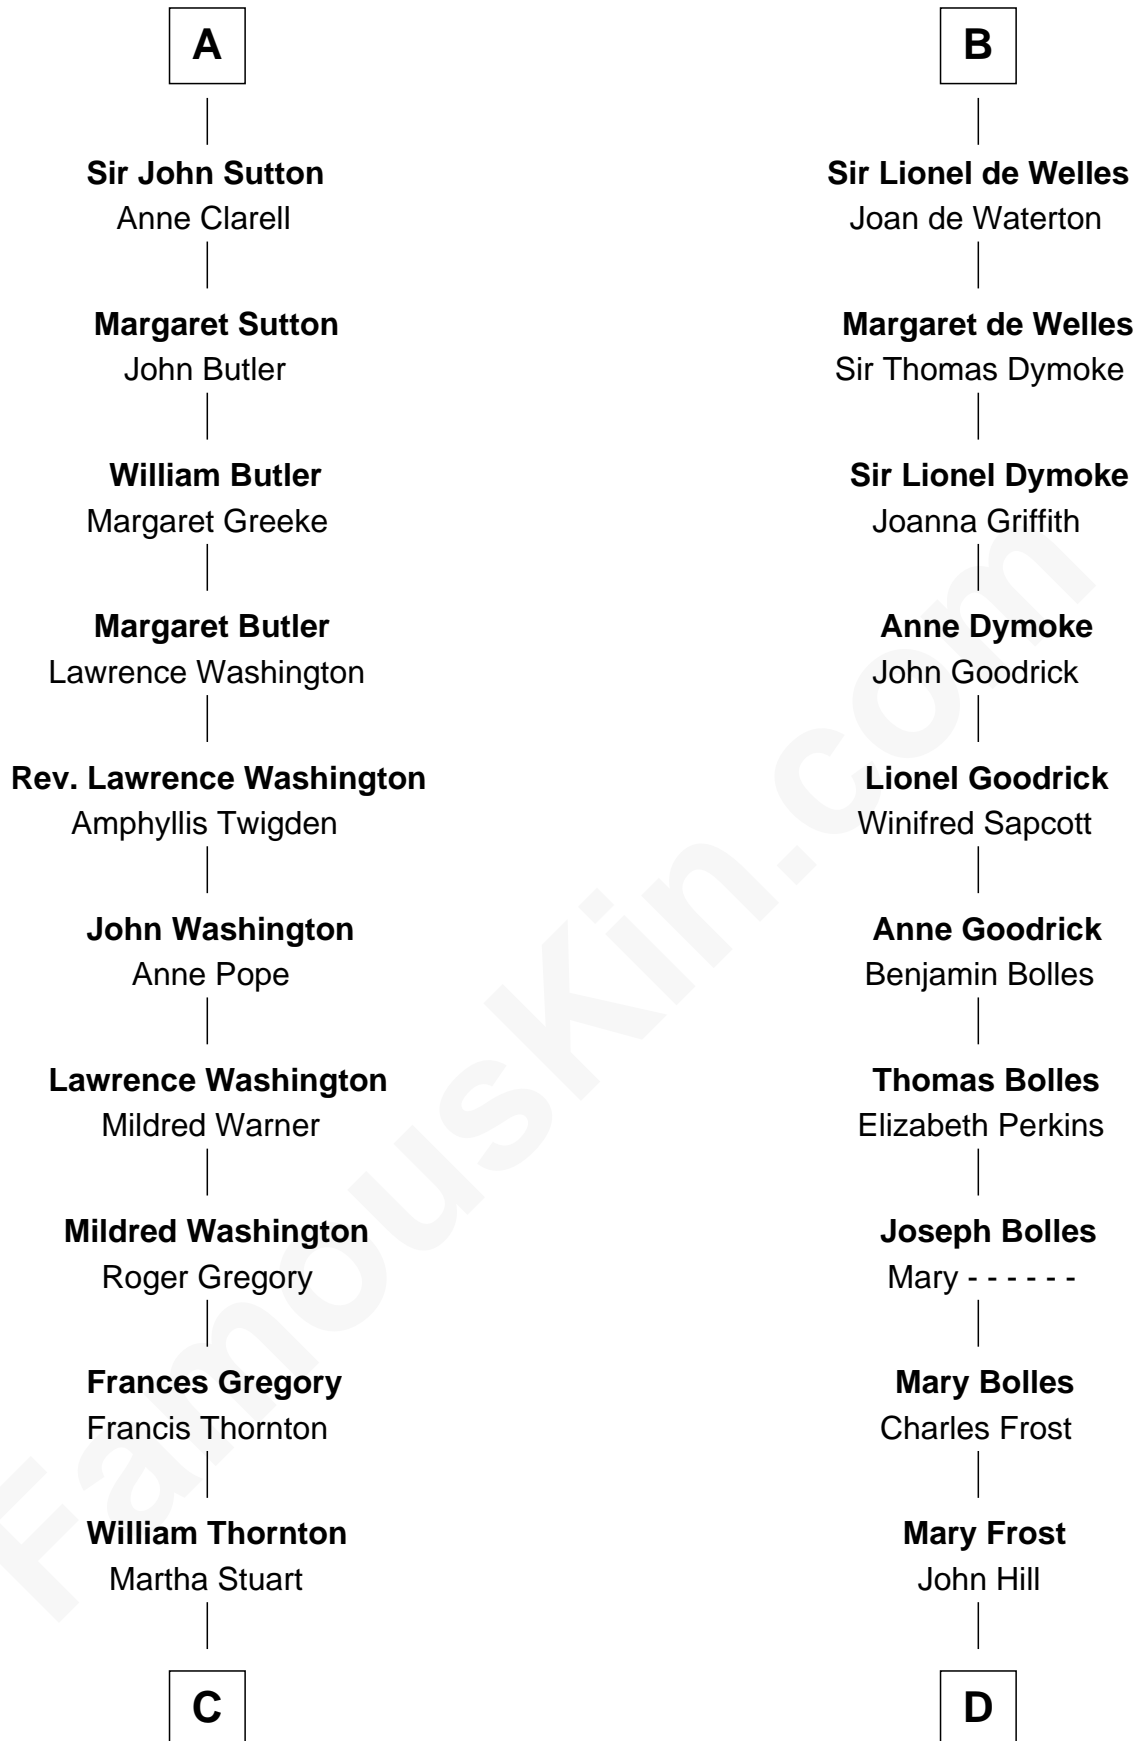 A
Sir John Sutton
Anne Clarell
Margaret Sutton
John Butler
William Butler
Margaret Greeke
Margaret Butler
Lawrence Washington
Rev. Lawrence Washington
Amphyllis Twigden
John Washington
Anne Pope
Lawrence Washington
Mildred Warner
Mildred Washington
Roger Gregory
Frances Gregory
Francis Thornton
William Thornton
Martha Stuart
C
B
Sir Lionel de Welles
Joan de Waterton
Margaret de Welles
Sir Thomas Dymoke
Sir Lionel Dymoke
Joanna Griffith
Anne Dymoke
John Goodrick
Lionel Goodrick
Winifred Sapcott
Anne Goodrick
Benjamin Bolles
Thomas Bolles
Elizabeth Perkins
Joseph Bolles
Mary - - - - - -
Mary Bolles
Charles Frost
Mary Frost
John Hill
D
FamousKin.com